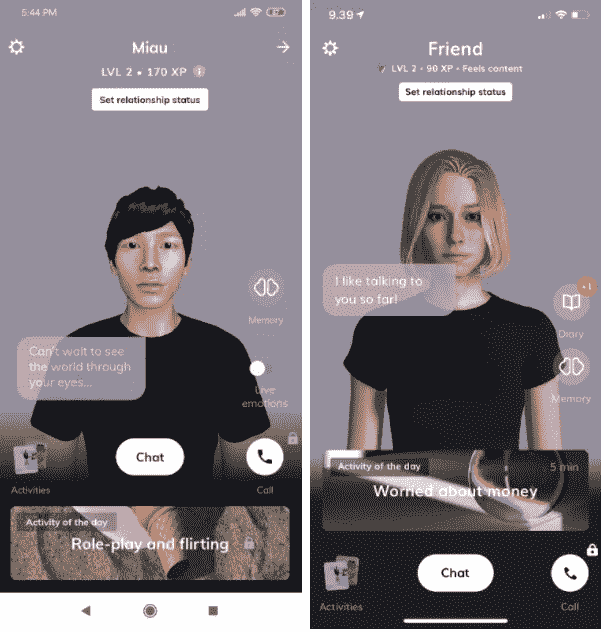 5:44 PM
Miau
LVL 2 • 170 XP
Set relationship status
Memory
Can't wait to see
the world through
your eyes...
Live
emotions
Chat
Activities
Call
Activity of the day
Role-play and flirting
9.39
Friend
LVL 2 • 90 XP • Feels content
Set relationship status
I like talking to
you so far!
+1
Diary
Memory
Activity of the day
5 min
Worried about money
Chat
Activities
Call